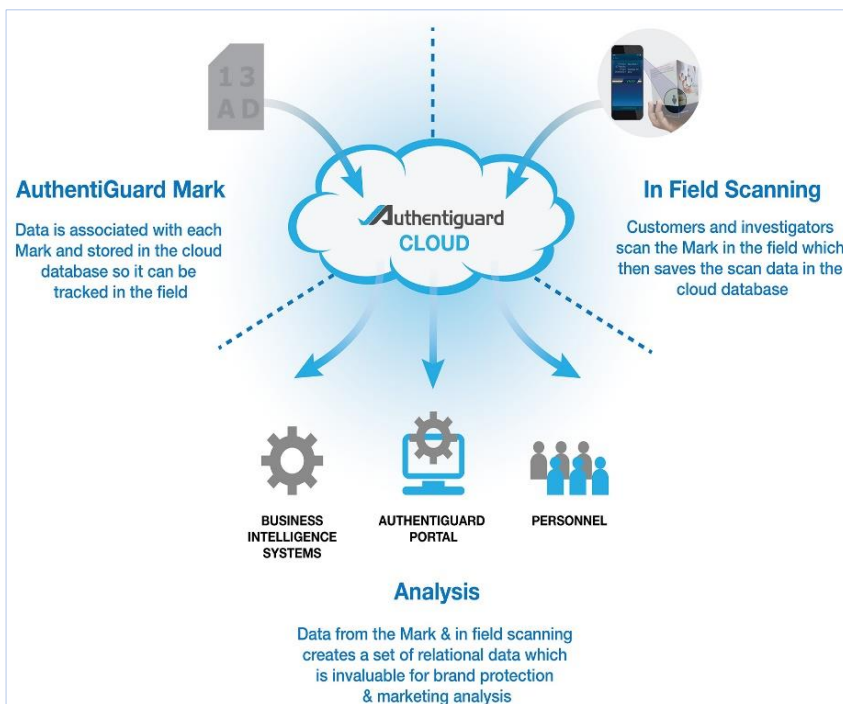 13
AD
AuthentiGuard Mark
Data is associated with each
Mark and stored in the cloud
database so it can be
tracked in the field
Authentiguard
CLOUD
In Field Scanning
Customers and investigators
scan the Mark in the field which
then saves the scan data in the
cloud database
BUSINESS
INTELLIGENCE
SYSTEMS
AUTHENTIGUARD
PORTAL
PERSONNEL
Analysis
Data from the Mark & in field scanning
creates a set of relational data which
is invaluable for brand protection
& marketing analysis